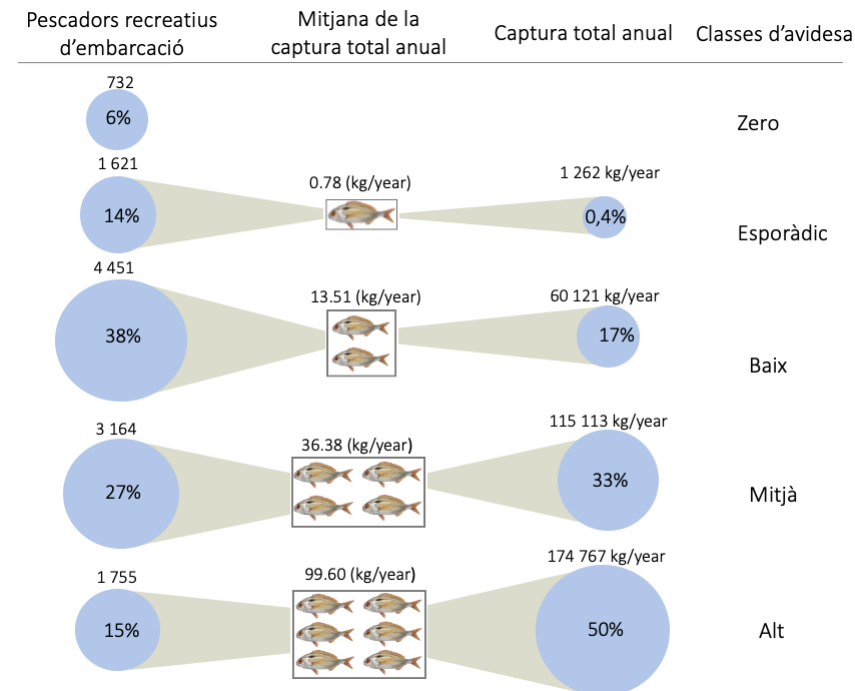 Pescadors recreatius
d'embarcació
Mitjana de la
captura total anual
Captura total anual
Classes d'avidesa
732
6%
Zero
1 621
14%
0.78 (kg/year)
1 262 kg/year
0,4%
Esporàdic
4 451
38%
13.51 (kg/year)
60 121 kg/year
17%
Baix
3 164
27%
36.38 (kg/year)
115 113 kg/year
33%
Mitjà
1 755
15%
99.60 (kg/year)
174 767 kg/year
50%
Alt